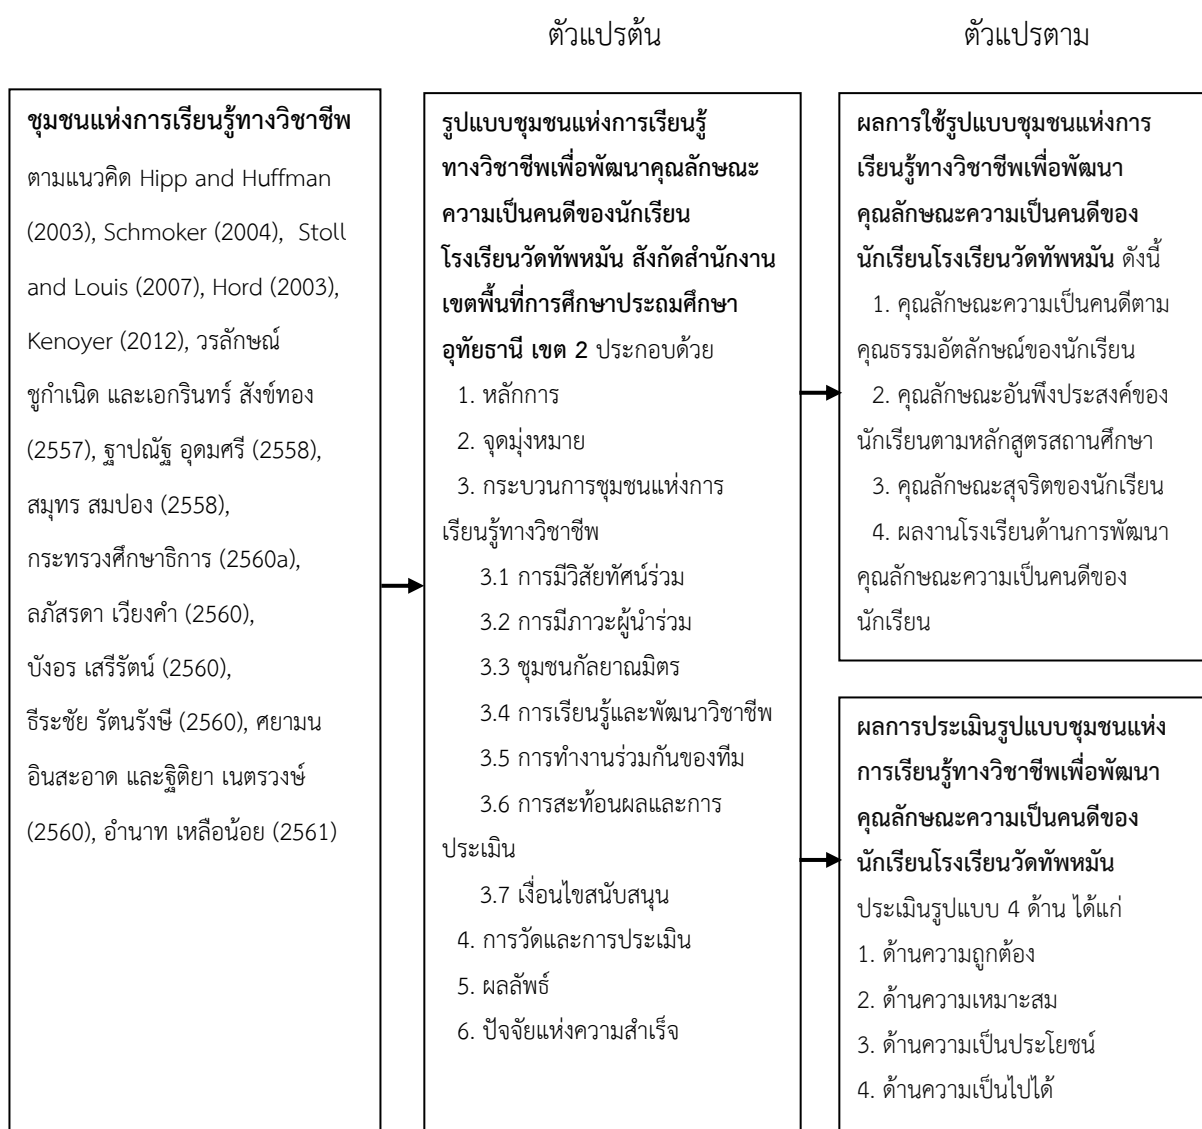 ตัวแปรต้น
ตัวแปรตาม
ชุมชนแห่งการเรียนรู้ทางวิชาชีพ
ตามแนวคิด Hipp and Huffman
(2003), Schmoker (2004), Stoll
and Louis (2007), Hord (2003),
Kenoyer (2012), วรลักษณ์
ชูกำเนิด และเอกรินทร์ สังข์ทอง
(2557), ฐาปณัฐ อุดมศรี (2558),
สมุทร สมปอง (2558),
กระทรวงศึกษาธิการ (2560a),
ลภัสรดา เวียงคำ (2560),
บังอร เสรีรัตน์ (2560),
ธีระชัย รัตนรังษี (2560), ศยามน
อินสะอาด และฐิติยา เนตรวงษ์
(2560), อำนาท เหลือน้อย (2561)
รูปแบบชุมชนแห่งการเรียนรู้
ทางวิชาชีพเพื่อพัฒนาคุณลักษณะ
ความเป็นคนดีของนักเรียน
โรงเรียนวัดทัพหมัน สังกัดสำนักงาน
เขตพื้นที่การศึกษาประถมศึกษา
อุทัยธานี เขต 2 ประกอบด้วย
1. หลักการ
2. จุดมุ่งหมาย
3. กระบวนการชุมชนแห่งการ
เรียนรู้ทางวิชาชีพ
3.1 การมีวิสัยทัศน์ร่วม
3.2 การมีภาวะผู้นำร่วม
3.3 ชุมชนกัลยาณมิตร
3.4 การเรียนรู้และพัฒนาวิชาชีพ
3.5 การทำงานร่วมกันของทีม
3.6 การสะท้อนผลและการ
ประเมิน
3.7 เงื่อนไขสนับสนุน
4. การวัดและการประเมิน
5. ผลลัพธ์
6. ปัจจัยแห่งความสำเร็จ
ผลการใช้รูปแบบชุมชนแห่งการ
เรียนรู้ทางวิชาชีพเพื่อพัฒนา
คุณลักษณะความเป็นคนดีของ
นักเรียนโรงเรียนวัดทัพหมัน ดังนี้
1. คุณลักษณะความเป็นคนดีตาม
คุณธรรมอัตลักษณ์ของนักเรียน
2. คุณลักษณะอันพึงประสงค์ของ
นักเรียนตามหลักสูตรสถานศึกษา
3. คุณลักษณะสุจริตของนักเรียน
4. ผลงานโรงเรียนด้านการพัฒนา
คุณลักษณะความเป็นคนดีของ
นักเรียน
ผลการประเมินรูปแบบชุมชนแห่ง
การเรียนรู้ทางวิชาชีพเพื่อพัฒนา
คุณลักษณะความเป็นคนดีของ
นักเรียนโรงเรียนวัดทัพหมัน
ประเมินรูปแบบ 4 ด้าน ได้แก่
1. ด้านความถูกต้อง
2. ด้านความเหมาะสม
3. ด้านความเป็นประโยชน์
4. ด้านความเป็นไปได้